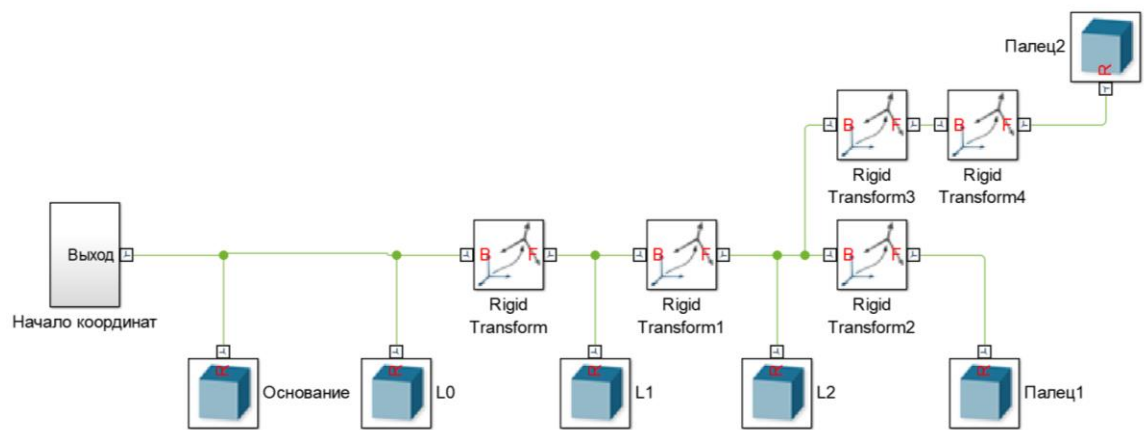 Палец2
R
B F
B F
Rigid
Transform3
Rigid
Transform4
Выход
B F
B F
B F
Начало координат
Rigid
Transform
Rigid
Transform1
Rigid
Transform2
R
Основание
R
L0
R
L1
R
L2
R
Палец1